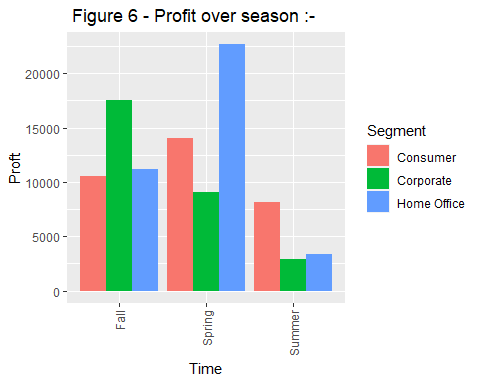 Figure 6 - Profit over season :-
Proft
20000
15000
10000
5000
0
Fall
Spring
Summer
Time
Segment
Consumer
Corporate
Home Office